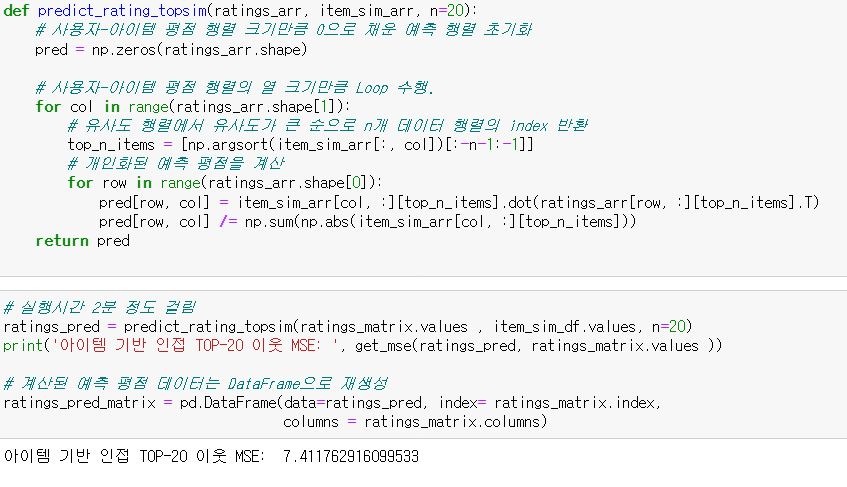 def predict_rating_topsim(ratings_arr, item_sim_arr, n=20):
    # 사용자-아이템 평점 행렬 크기만큼 0으로 채운 예측 행렬 초기화
    pred = np.zeros(ratings_arr.shape)
    # 사용자-아이템 평점 행렬의 열 크기만큼 Loop 수행.
    for col in range(ratings_arr.shape[1]):
        # 유사도 행렬에서 유사도가 큰 순으로 n개 데이터 행렬의 index 반환
        top_n_items = [np.argsort(item_sim_arr[:, col])[:-n-1:-1]]
        # 개인화된 예측 평점을 계산
        for row in range(ratings_arr.shape[0]):
            pred[row, col] = item_sim_arr[col, :][top_n_items].dot(ratings_arr[row, :][top_n_items].T)
            pred[row, col] /= np.sum(np.abs(item_sim_arr[col, :][top_n_items]))
    return pred
# 실행시간 2분 정도 걸림
ratings_pred = predict_rating_topsim(ratings_matrix.values , item_sim_df.values, n=20)
print('아이템 기반 인접 TOP-20 이웃 MSE: ', get_mse(ratings_pred, ratings_matrix.values ))
# 계산된 예측 평점 데이터는 DataFrame으로 재생성
ratings_pred_matrix = pd.DataFrame(data=ratings_pred, index= ratings_matrix.index,
                                   columns = ratings_matrix.columns)
아이템 기반 인접 TOP-20 이웃 MSE:  7.411762916099533